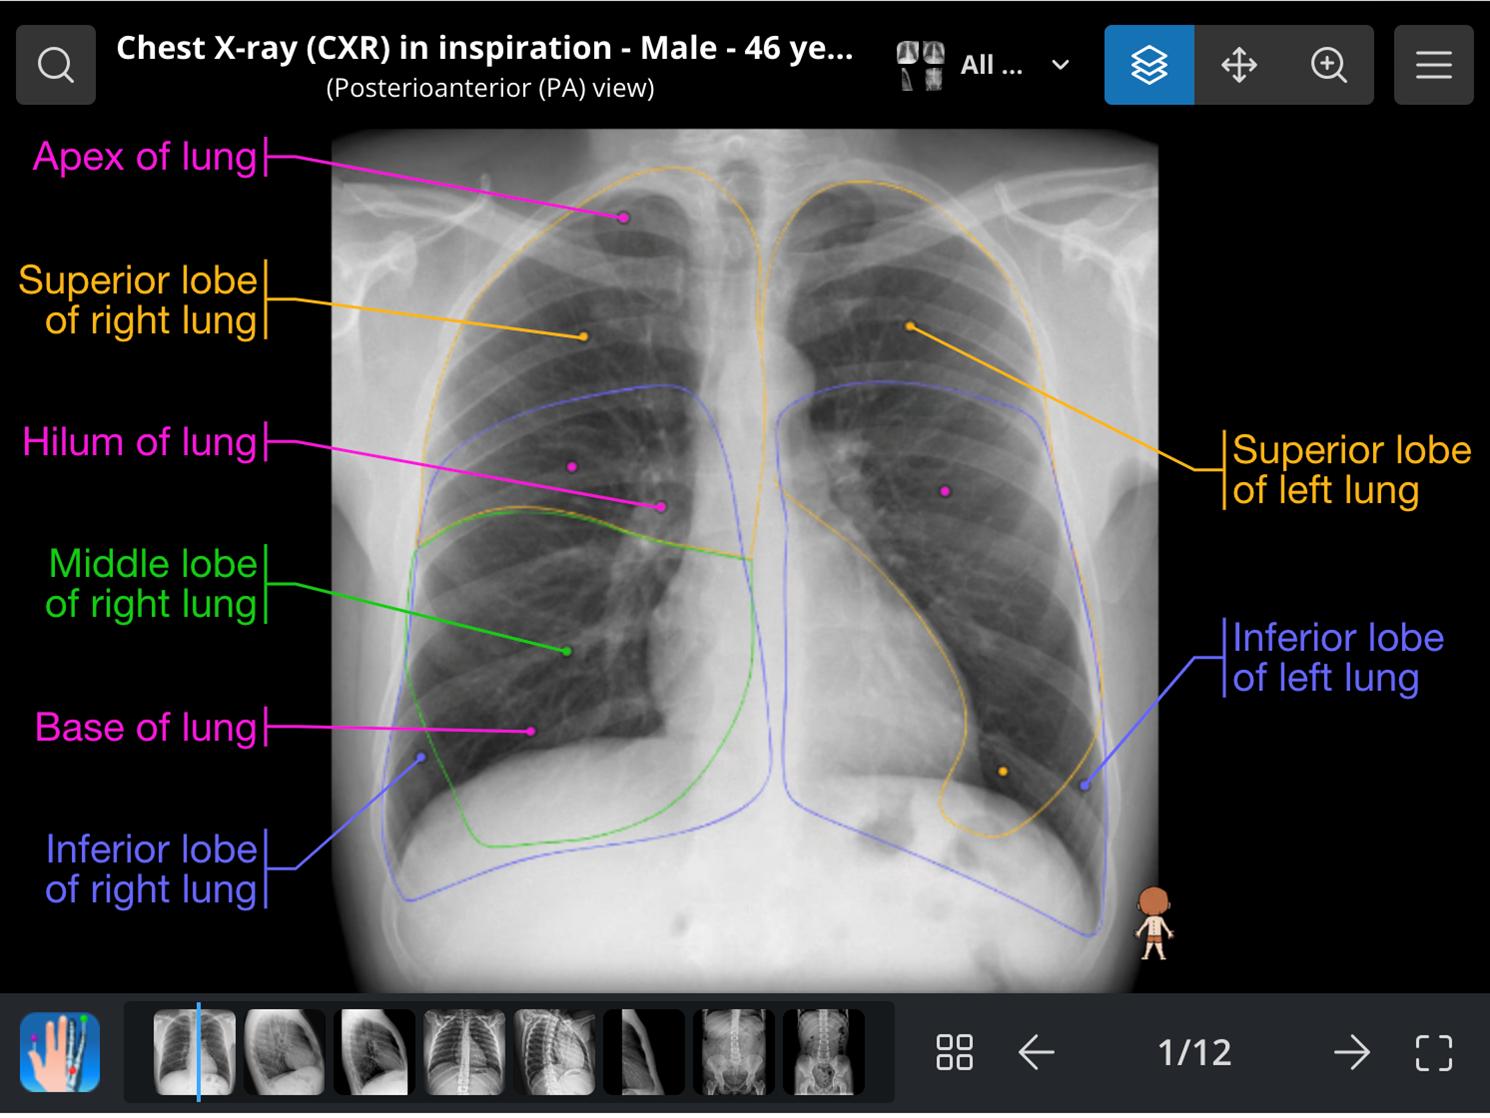 Chest X-ray (CXR) in inspiration - Male - 46 ye...
(Posterioanterior (PA) view)
All ...
Apex of lung
Superior lobe
of right lung
Hilum of lung
Middle lobe
of right lung
Base of lung
Inferior lobe
of right lung
Superior lobe
of left lung
Inferior lobe
of left lung
1/12